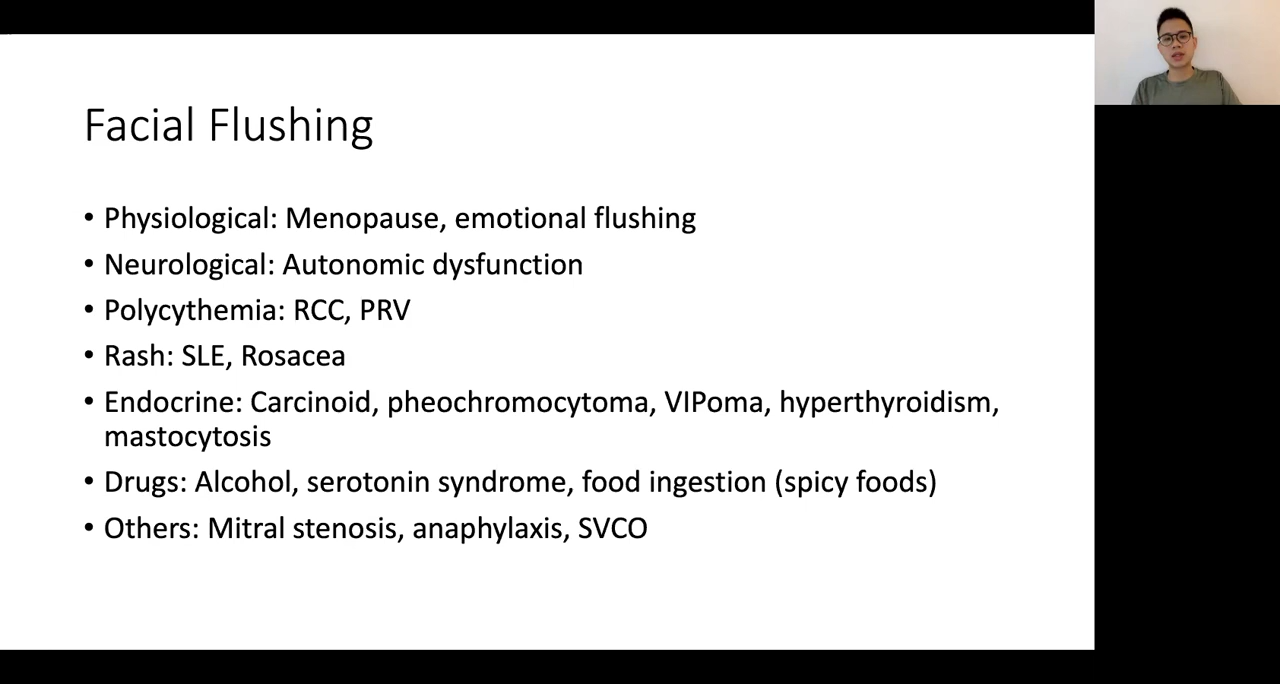 Facial Flushing
• Physiological: Menopause, emotional flushing
• Neurological: Autonomic dysfunction
• Polycythemia: RCC, PRV
• Rash: SLE, Rosacea
• Endocrine: Carcinoid, pheochromocytoma, VIPoma, hyperthyroidism,
mastocytosis
• Drugs: Alcohol, serotonin syndrome, food ingestion (spicy foods)
• Others: Mitral stenosis, anaphylaxis, SVCO